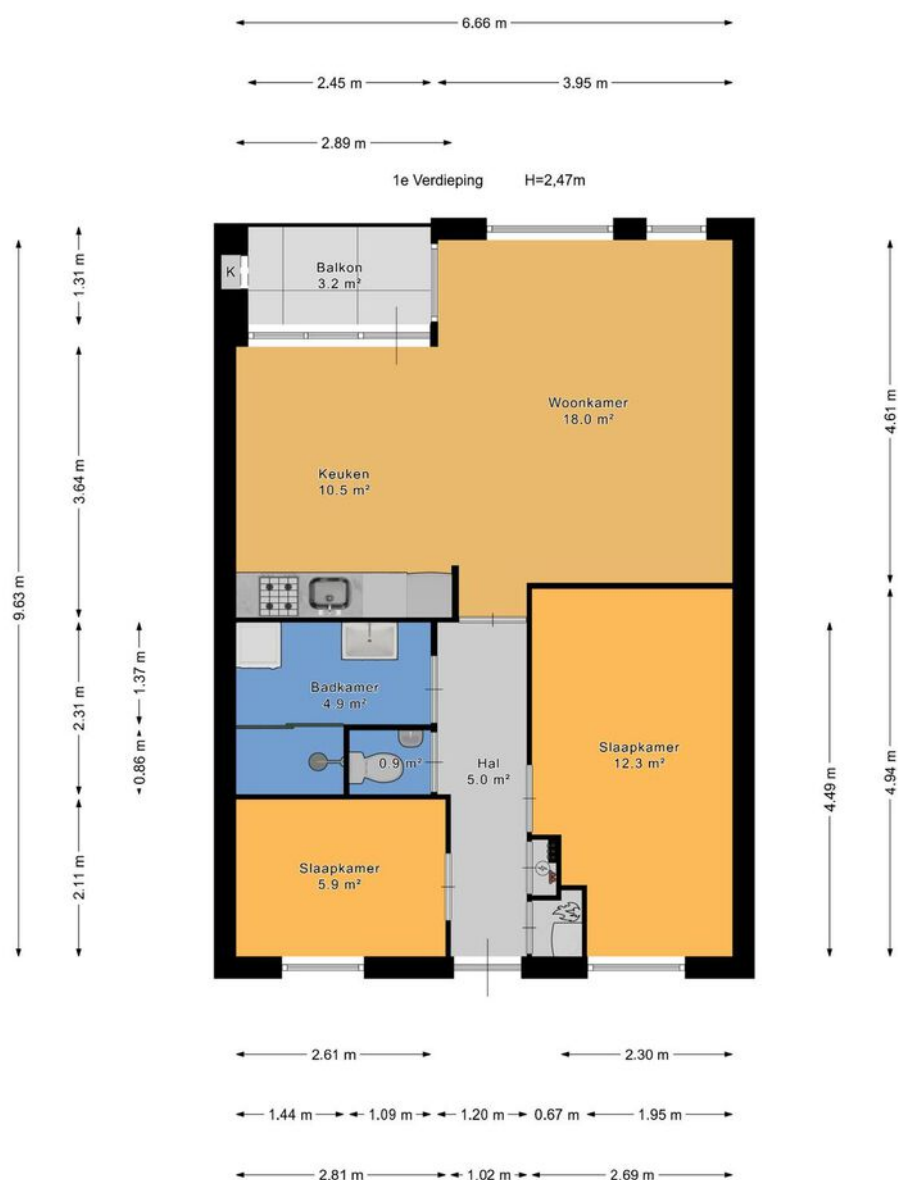 6.66 m
2.45 m
3.95 m
2.89 m
1e Verdieping H=2,47m
1.31 m
K
Balkon
3.2 m²
Woonkamer
18.0 m²
4.61 m
3.64 m
Keuken
10.5 m²
9.63 m
2.31 m
1.37 m
Badkamer
4.9 m²
0.86 m
0.9 m²
Hal
5.0 m²
Slaapkamer
12.3 m²
4.49 m
4.94 m
2.11 m
Slaapkamer
5.9 m²
2.61 m
2.30 m
1.44 m
1.09 m
1.20 m
0.67 m
1.95 m
2.81 m
1.02 m
2.69 m